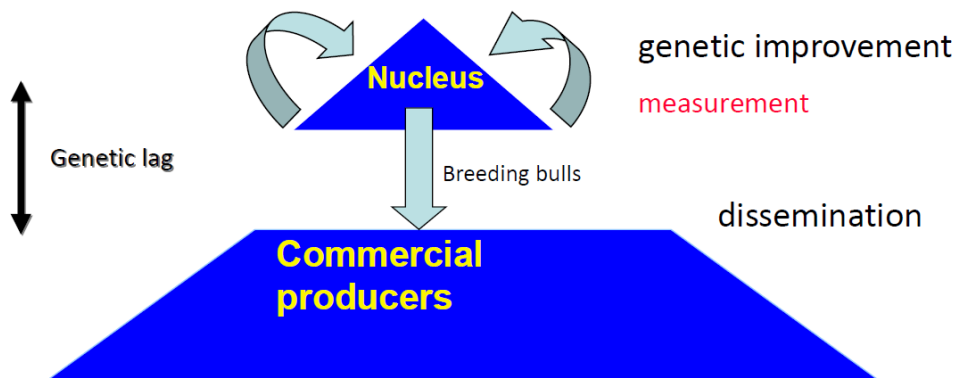 genetic improvement
Nucleus
measurement
Genetic lag
Breeding bulls
dissemination
Commercial
producers